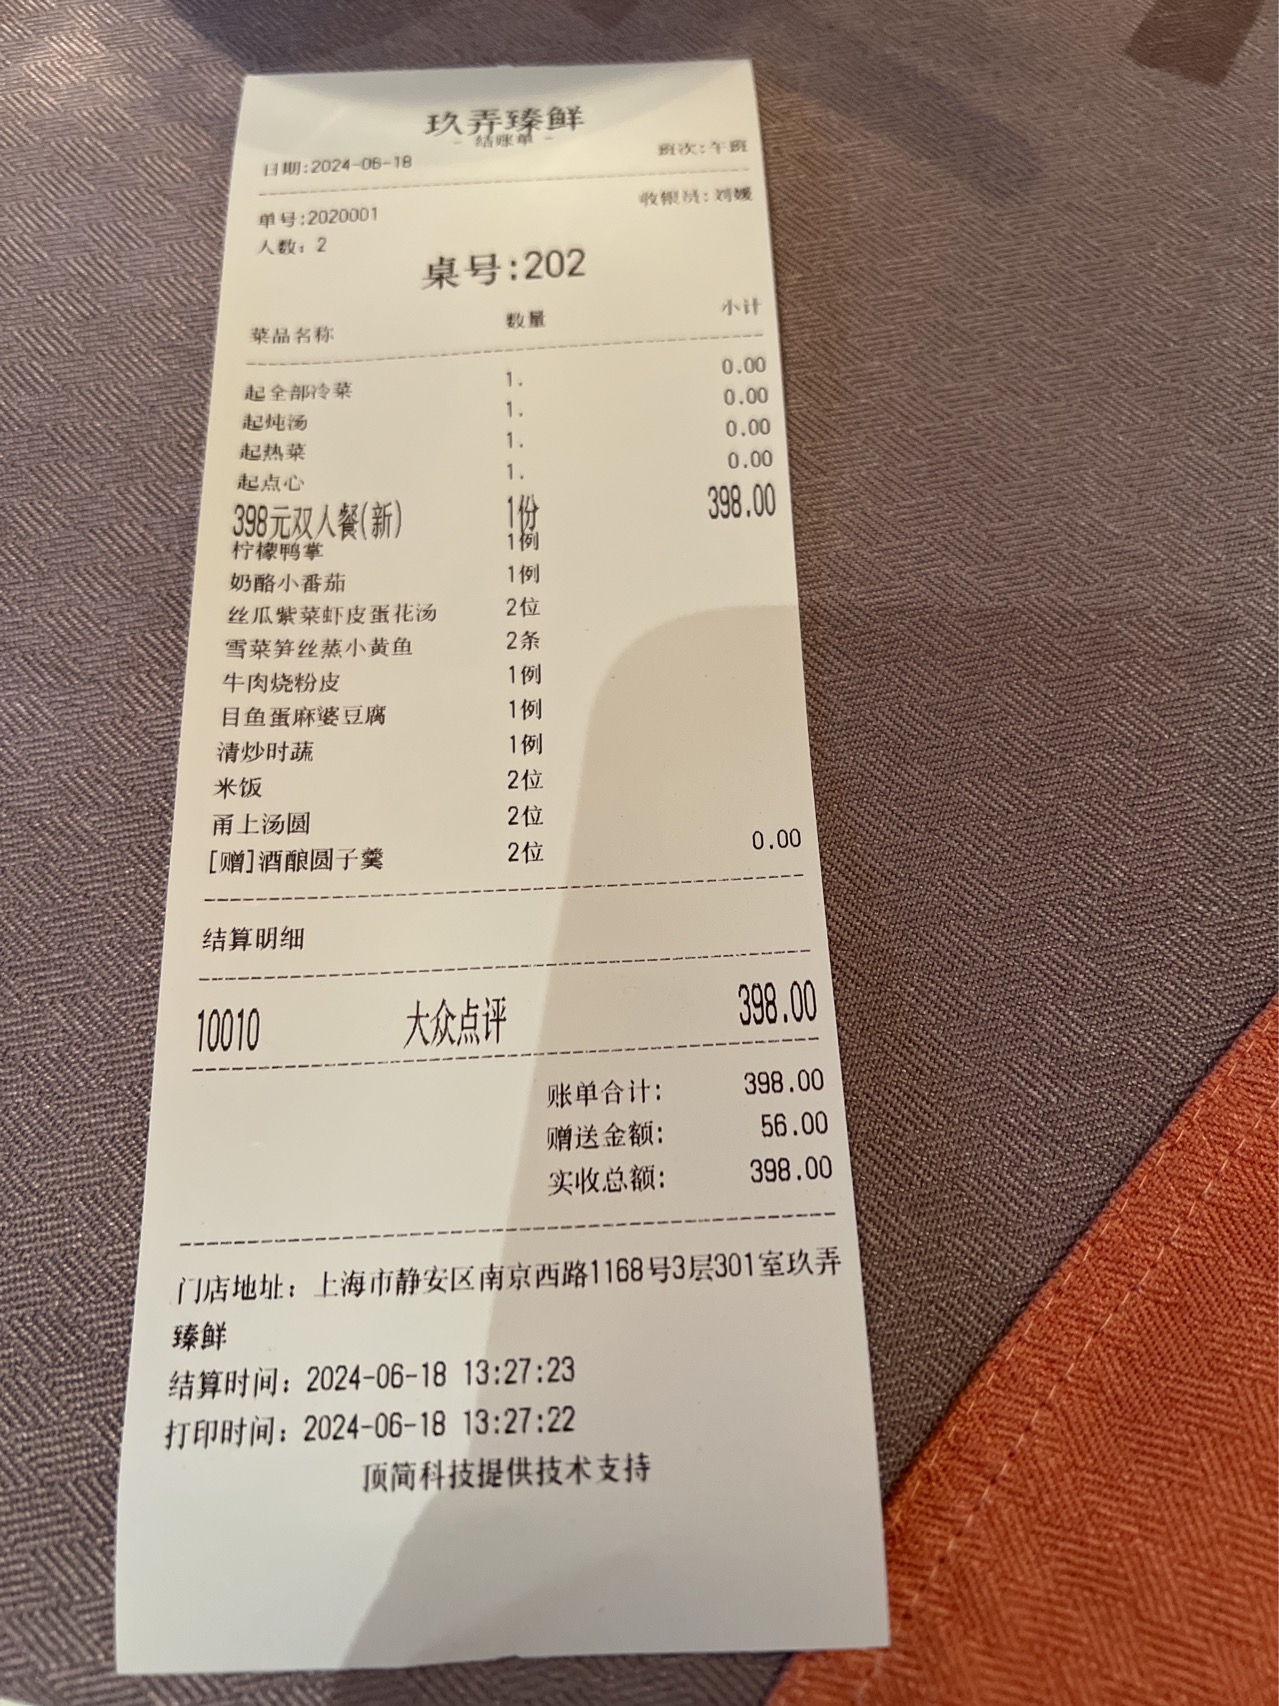 玖弄臻鲜
- 结账单 -
日期:2024-06-18 班次:午班
单号:2020001 收银员:刘媛
人数: 2
桌号:202
菜品名称 数量 小计
起全部冷菜 1. 0.00
起炖汤 1. 0.00
起热菜 1. 0.00
起点心 1. 0.00
398元双人餐(新) 1份 398.00
柠檬鸭掌 1例
奶酪小番茄 1例
丝瓜紫菜虾皮蛋花汤 2位
雪菜笋丝蒸小黄鱼 2条
牛肉烧粉皮 1例
目鱼蛋麻婆豆腐 1例
清炒时蔬 1例
米饭 2位
甬上汤圆 2位
[赠]酒酿圆子羹 2位 0.00
结算明细
10010 大众点评 398.00
账单合计: 398.00
赠送金额: 56.00
实收总额: 398.00
门店地址: 上海市静安区南京西路1168号3层301室玖弄
臻鲜
结算时间: 2024-06-18 13:27:23
打印时间: 2024-06-18 13:27:22
顶简科技提供技术支持